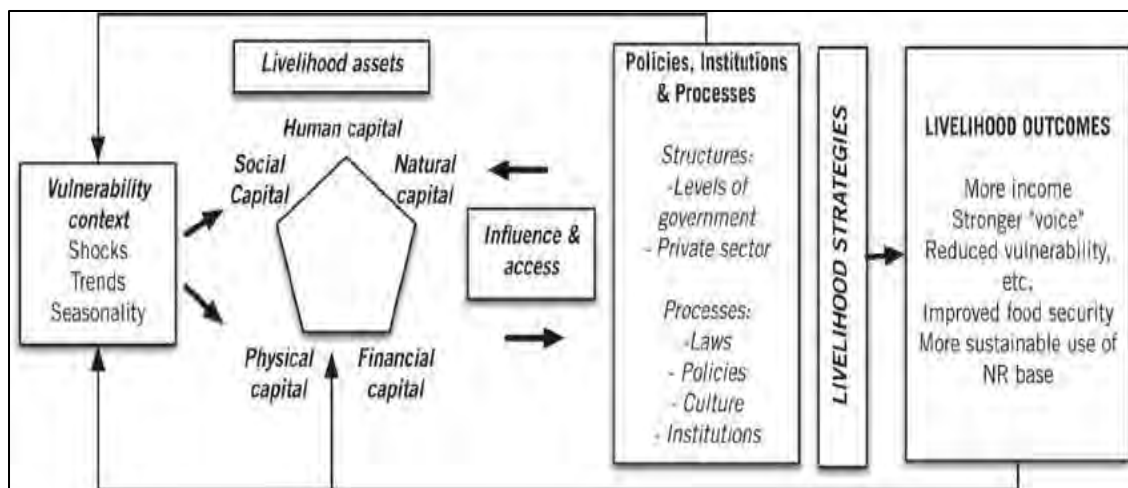 Livelihood assets
Human capital
Social
Capital
Natural
capital
Vulnerability
context
Shocks
Trends
Seasonality
Physical
capital
Financial
capital
Influence &
access
Policies, Institutions
& Processes
Structures:
-Levels of
government
- Private sector
Processes:
-Laws
- Policies
- Culture
- Institutions
LIVELIHOOD STRATEGIES
LIVELIHOOD OUTCOMES
More income
Stronger "voice"
Reduced vulnerability,
etc.
Improved food security
More sustainable use of
NR base